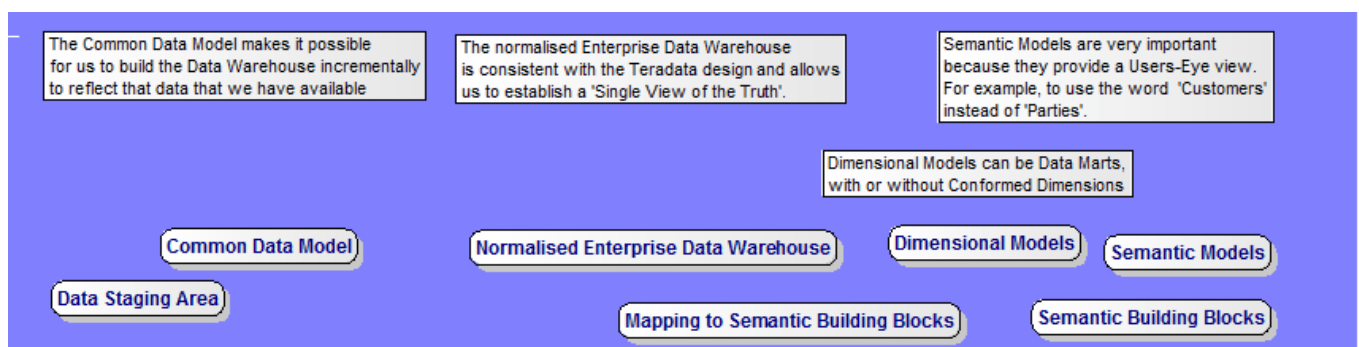 The Common Data Model makes it possible
for us to build the Data Warehouse incrementally
to reflect that data that we have available
The normalised Enterprise Data Warehouse
is consistent with the Teradata design and allows
us to establish a 'Single View of the Truth'.
Semantic Models are very important
because they provide a Users-Eye view.
For example, to use the word 'Customers'
instead of 'Parties'.
Dimensional Models can be Data Marts,
with or without Conformed Dimensions
Common Data Model
Normalised Enterprise Data Warehouse
Dimensional Models
Semantic Models
Data Staging Area
Mapping to Semantic Building Blocks
Semantic Building Blocks